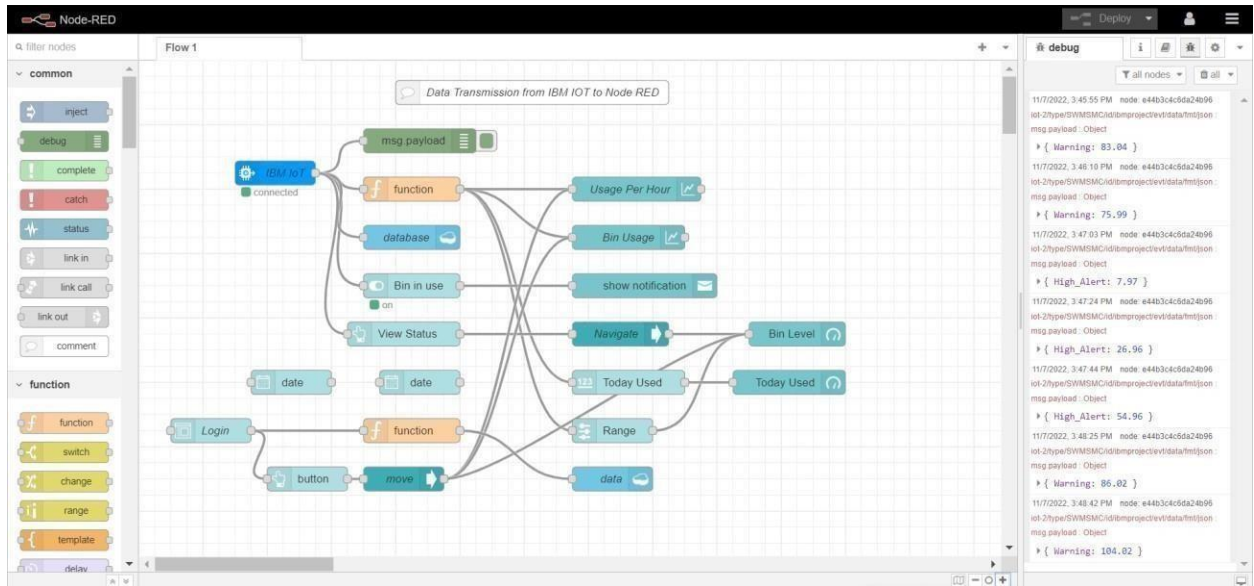 Node-RED
Deploy
filter nodes
Flow 1
debug
i
all nodes
all
common
inject
debug
complete
catch
status
link in
link call
link out
comment
function
function
switch
change
range
template
delay
Data Transmission from IBM IOT to Node RED
msg.payload
IBM IoT
connected
function
Usage Per Hour
database
Bin Usage
Bin in use
on
show notification
View Status
Navigate
Bin Level
date
date
123 Today Used
Today Used
Login
function
Range
button
move
data
11/7/2022, 3:45:55 PM node: e44b3c4c6da24b96
iot-2/type/SWMSMC/id/ibmproject/evt/data/fmt/json :
msg.payload : Object
{ Warning: 83.04 }
11/7/2022, 3:46:10 PM node: e44b3c4c6da24b96
iot-2/type/SWMSMC/id/ibmproject/evt/data/fmt/json :
msg.payload : Object
{ Warning: 75.99 }
11/7/2022, 3:47:03 PM node: e44b3c4c6da24b96
iot-2/type/SWMSMC/id/ibmproject/evt/data/fmt/json :
msg.payload : Object
{ High_Alert: 7.97 }
11/7/2022, 3:47:24 PM node: e44b3c4c6da24b96
iot-2/type/SWMSMC/id/ibmproject/evt/data/fmt/json :
msg.payload : Object
{ High_Alert: 26.96 }
11/7/2022, 3:47:44 PM node: e44b3c4c6da24b96
iot-2/type/SWMSMC/id/ibmproject/evt/data/fmt/json :
msg.payload : Object
{ High_Alert: 54.96 }
11/7/2022, 3:48:25 PM node: e44b3c4c6da24b96
iot-2/type/SWMSMC/id/ibmproject/evt/data/fmt/json :
msg.payload : Object
{ Warning: 86.02 }
11/7/2022, 3:48:42 PM node: e44b3c4c6da24b96
iot-2/type/SWMSMC/id/ibmproject/evt/data/fmt/json :
msg.payload : Object
{ Warning: 104.02 }